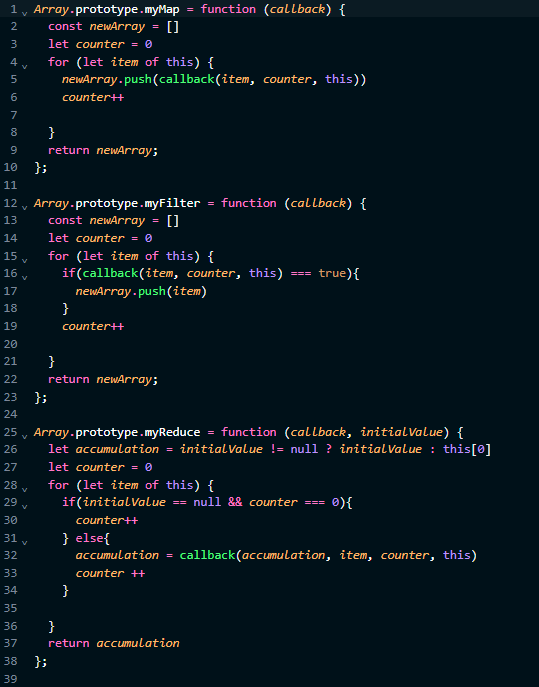 1 Array.prototype.myMap = function (callback) {
2 const newArray = []
3 let counter = 0
4 for (let item of this) {
5 newArray.push(callback(item, counter, this))
6 counter++
7
8 }
9 return newArray;
10 };
11
12 Array.prototype.myFilter = function (callback) {
13 const newArray = []
14 let counter = 0
15 for (let item of this) {
16 if(callback(item, counter, this) === true){
17 newArray.push(item)
18 }
19 counter++
20
21 }
22 return newArray;
23 };
24
25 Array.prototype.myReduce = function (callback, initialValue) {
26 let accumulation = initialValue != null ? initialValue : this[0]
27 let counter = 0
28 for (let item of this) {
29 if(initialValue == null && counter === 0){
30 counter++
31 } else{
32 accumulation = callback(accumulation, item, counter, this)
33 counter ++
34 }
35
36 }
37 return accumulation
38 };
39